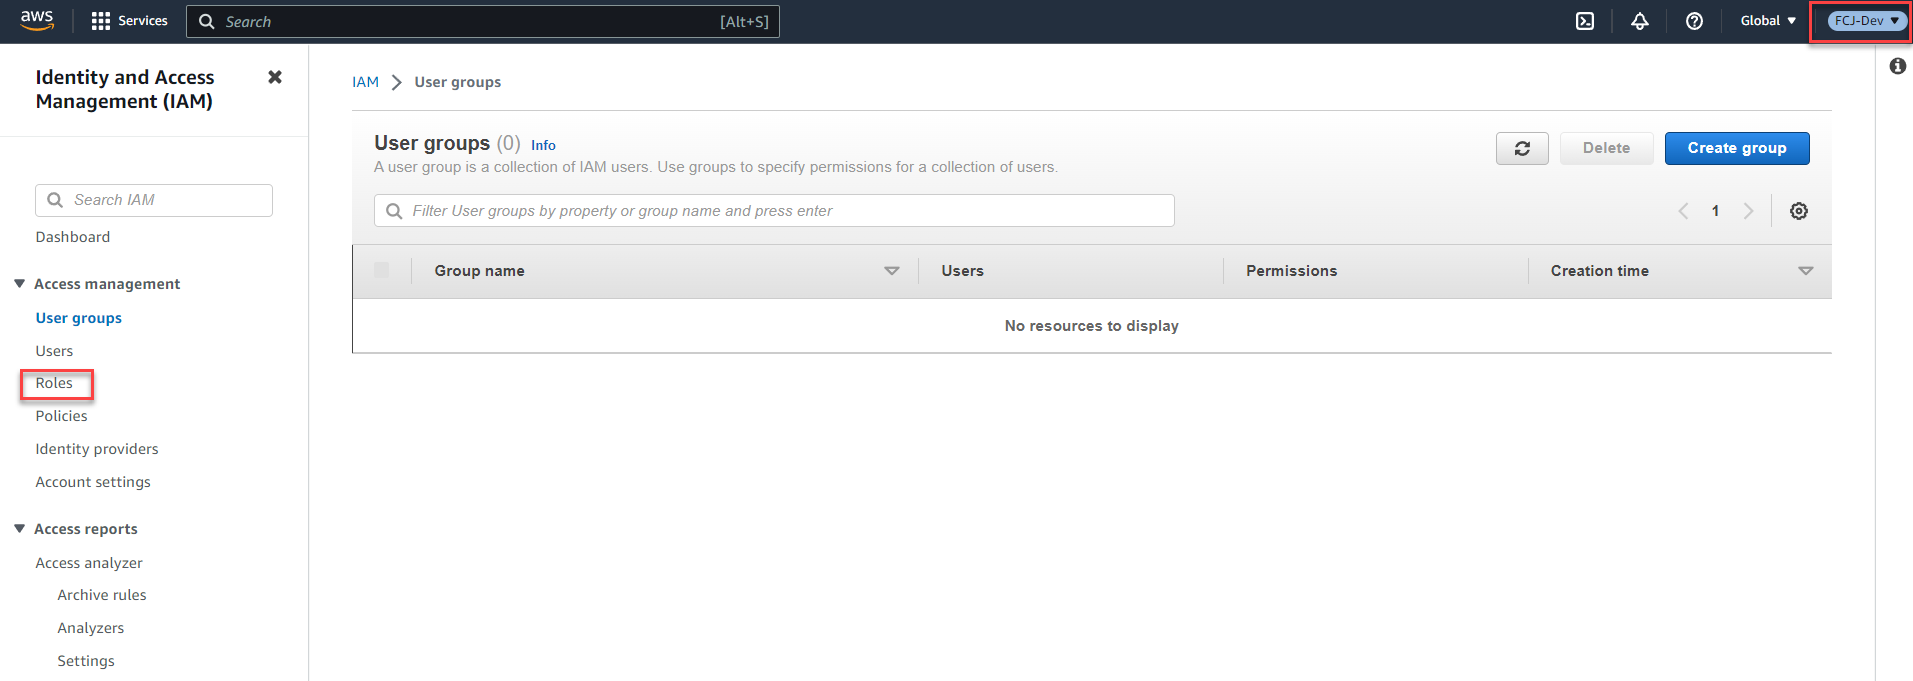 aws
Services
Search [Alt+S]
Global
FCJ-Dev
Identity and Access
Management (IAM)
Search IAM
Dashboard
Access management
User groups
Users
Roles
Policies
Identity providers
Account settings
Access reports
Access analyzer
Archive rules
Analyzers
Settings
IAM > User groups
User groups (0) Info
A user group is a collection of IAM users. Use groups to specify permissions for a collection of users.
Delete
Create group
Filter User groups by property or group name and press enter
1
Group name Users Permissions Creation time
No resources to display